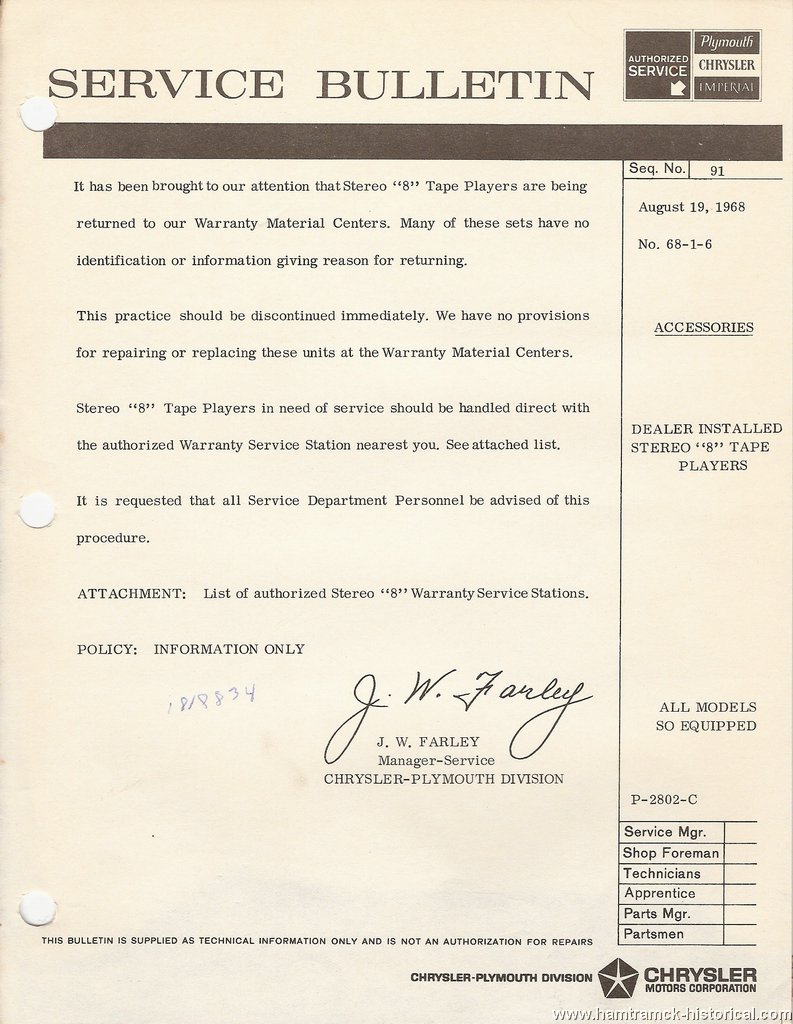 SERVICE BULLETIN
AUTHORIZED
SERVICE
Plymouth
CHRYSLER
IMPERIAL
Seq. No. 91
August 19, 1968
No. 68-1-6
ACCESSORIES
DEALER INSTALLED
STEREO “8” TAPE
PLAYERS
ALL MODELS
SO EQUIPPED
P-2802-C
Service Mgr.
Shop Foreman
Technicians
Apprentice
Parts Mgr.
Partsmen
It has been brought to our attention that Stereo “8” Tape Players are being
returned to our Warranty Material Centers. Many of these sets have no
identification or information giving reason for returning.
This practice should be discontinued immediately. We have no provisions
for repairing or replacing these units at the Warranty Material Centers.
Stereo “8” Tape Players in need of service should be handled direct with
the authorized Warranty Service Station nearest you. See attached list.
It is requested that all Service Department Personnel be advised of this
procedure.
ATTACHMENT: List of authorized Stereo “8” Warranty Service Stations.
POLICY: INFORMATION ONLY
1818834
J. W. Farley
J. W. FARLEY
Manager-Service
CHRYSLER-PLYMOUTH DIVISION
THIS BULLETIN IS SUPPLIED AS TECHNICAL INFORMATION ONLY AND IS NOT AN AUTHORIZATION FOR REPAIRS
CHRYSLER-PLYMOUTH DIVISION
CHRYSLER
MOTORS CORPORATION
www.hamtramck-historical.com